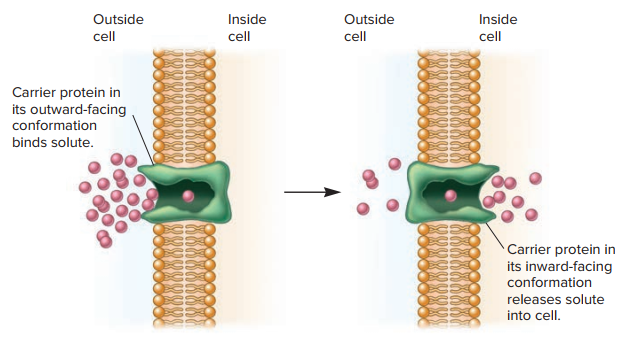 Outside
cell
Inside
cell
Outside
cell
Inside
cell
Carrier protein in
its outward-facing
conformation
binds solute.
Carrier protein in
its inward-facing
conformation
releases solute
into cell.